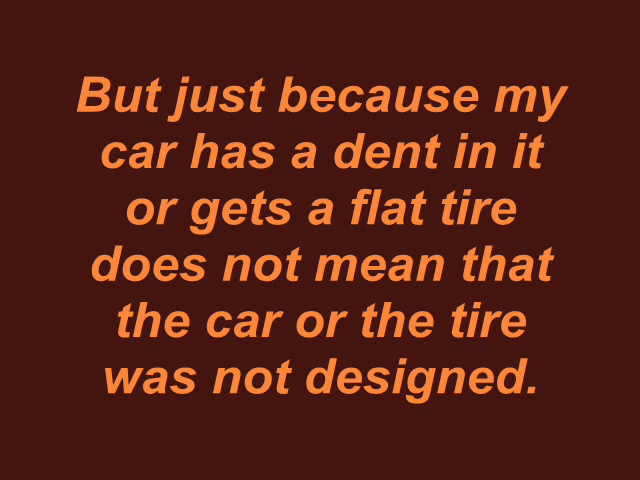 But just because my
car has a dent in it
or gets a flat tire
does not mean that
the car or the tire
was not designed.